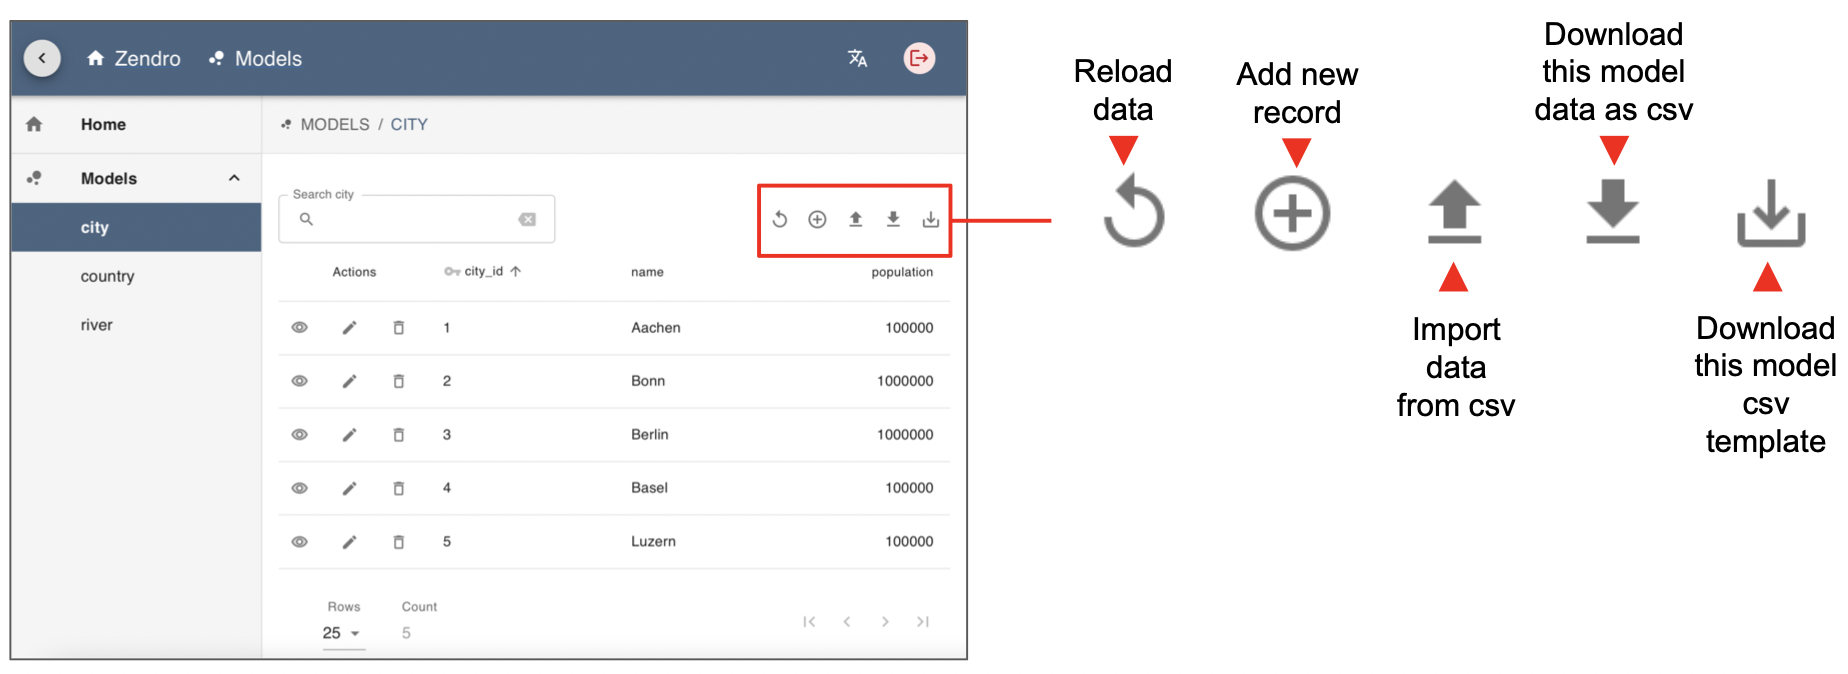 Zendro Models
Home
Models
city
country
river
MODELS / CITY
Search city
Actions city_id name population
1 Aachen 100000
2 Bonn 1000000
3 Berlin 1000000
4 Basel 100000
5 Luzern 100000
Rows Count
25 5
Reload
data
Add new
record
Download
this model
data as csv
Import
data
from csv
Download
this model
csv
template